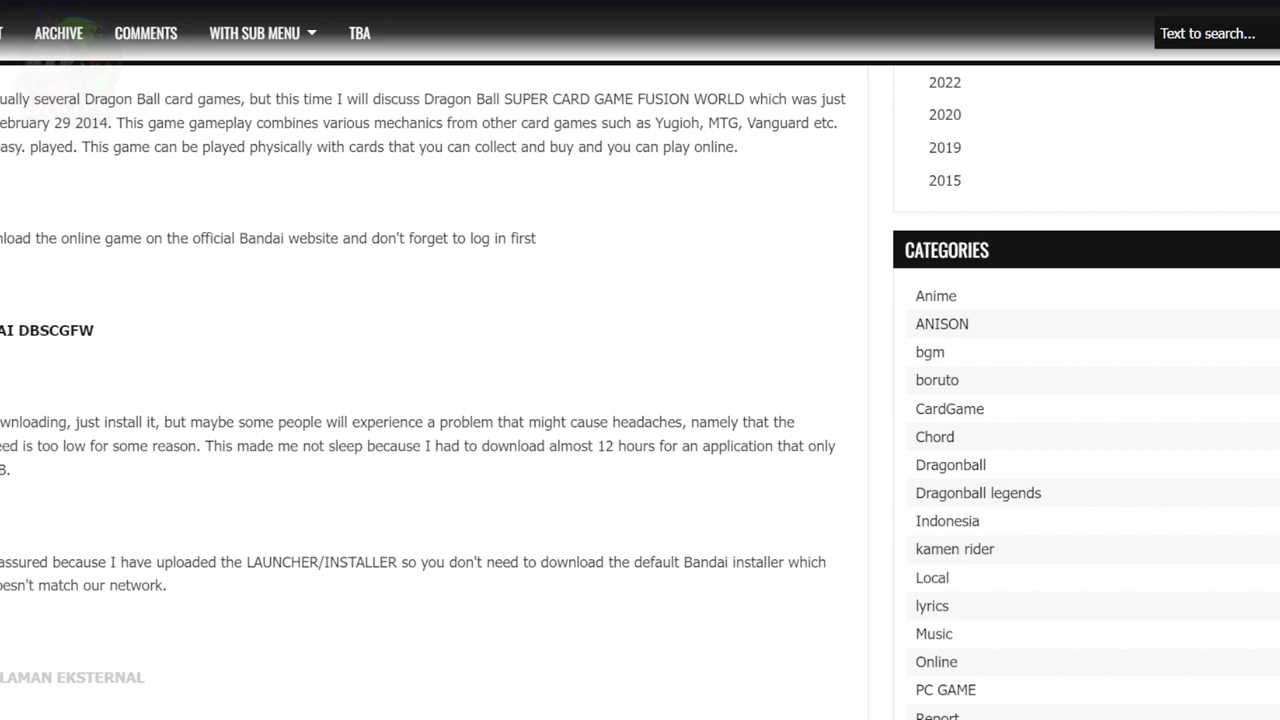 T ARCHIVE COMMENTS WITH SUB MENU TBA
Text to search...
ually several Dragon Ball card games, but this time I will discuss Dragon Ball SUPER CARD GAME FUSION WORLD which was just
ebruary 29 2014. This game gameplay combines various mechanics from other card games such as Yugioh, MTG, Vanguard etc.
asy. played. This game can be played physically with cards that you can collect and buy and you can play online.
nload the online game on the official Bandai website and don't forget to log in first
AI DBSCGFW
wnloading, just install it, but maybe some people will experience a problem that might cause headaches, namely that the
eed is too low for some reason. This made me not sleep because I had to download almost 12 hours for an application that only
B.
assured because I have uploaded the LAUNCHER/INSTALLER so you don't need to download the default Bandai installer which
oesn't match our network.
LAMAN EKSTERNAL
2022
2020
2019
2015
CATEGORIES
Anime
ANISON
bgm
boruto
CardGame
Chord
Dragonball
Dragonball legends
Indonesia
kamen rider
Local
lyrics
Music
Online
PC GAME
Report